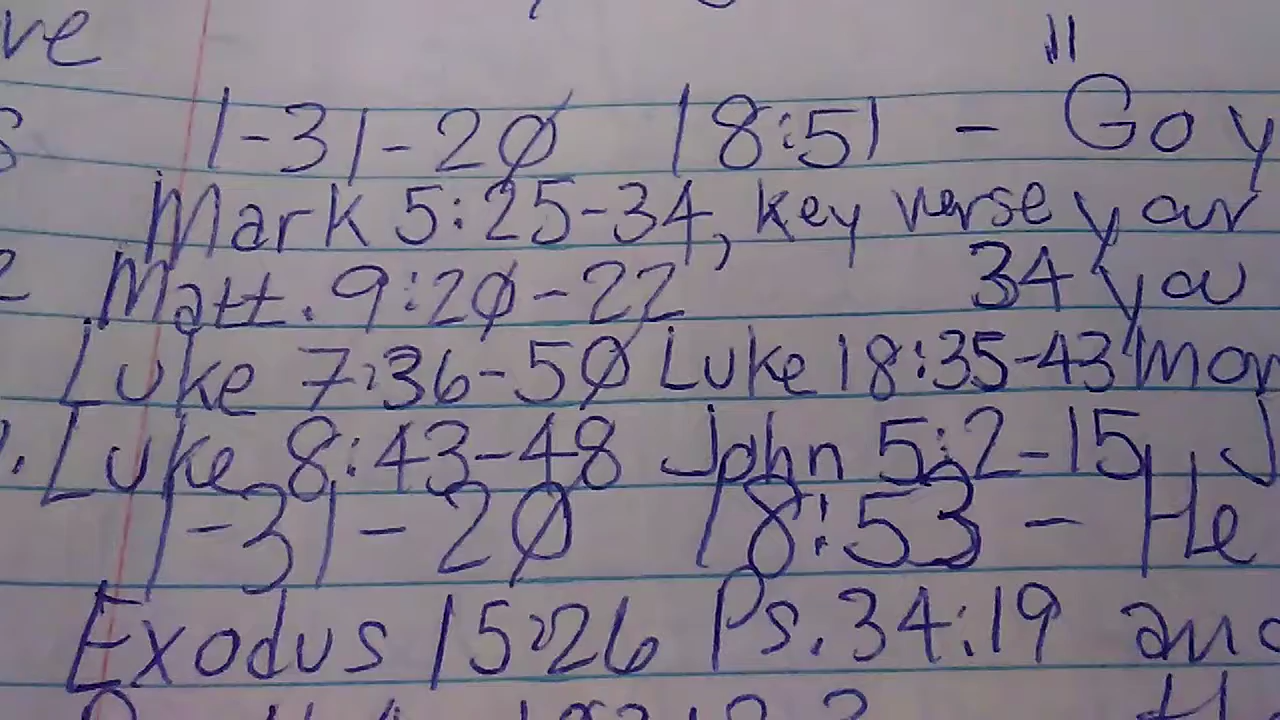 ve
1-31-20 18:51 - "Go y
Mark 5:25-34, key verse your
Matt. 9:20-22 34 you
Luke 7:36-50 Luke 18:35-43 mor
Luke 8:43-48 John 5:2-15, J
1-31-20 18:53 - He
Exodus 15:26 Ps. 34:19 and